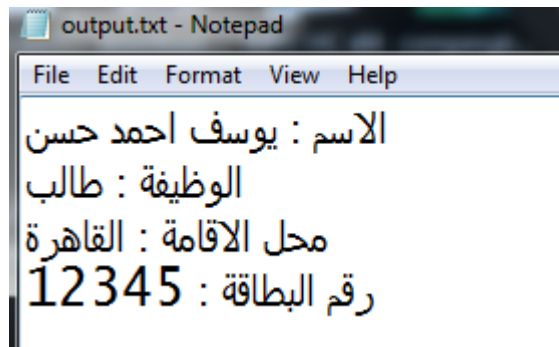 output.txt - Notepad
File Edit Format View Help
الاسم : يوسف احمد حسن
الوظيفة : طالب
محل الاقامة : القاهرة
رقم البطاقة : 12345